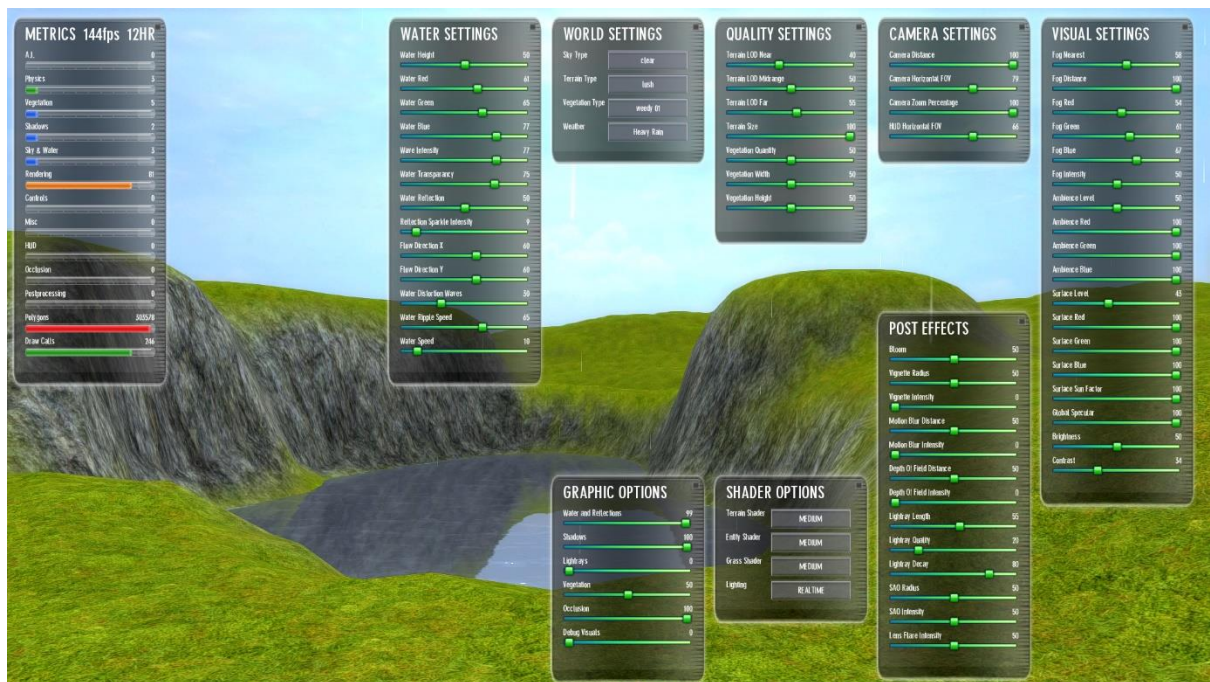 METRICS 144fps 12HR
A.I. 0
Physics 3
Vegetation 5
Shadows 2
Sky & Water 3
Rendering 81
Controls 0
Misc 0
HUD 0
Occlusion 0
Postprocessing 0
Polygons 303578
Draw Calls 246
WATER SETTINGS
Water Height 50
Water Red 61
Water Green 65
Water Blue 77
Wave Intensity 77
Water Transparancy 75
Water Reflection 50
Reflection Sparkle Intensity 9
Flaw Direction X 60
Flaw Direction Y 60
Water Distortion Waves 30
Water Ripple Speed 65
Water Speed 10
WORLD SETTINGS
Sky Type clear
Terrain Type lush
Vegetation Type weedy 01
Weather Heavy Rain
QUALITY SETTINGS
Terrain LOD Near 40
Terrain LOD Midrange 50
Terrain LOD Far 55
Terrain Size 100
Vegetation Quantity 50
Vegetation Width 50
Vegetation Height 50
CAMERA SETTINGS
Camera Distance 100
Camera Horizontal FOV 79
Camera Zoom Percentage 100
HUD Horizontal FOV 66
VISUAL SETTINGS
Fog Nearest 58
Fog Distance 100
Fog Red 54
Fog Green 61
Fog Blue 67
Fog Intensity 50
Ambience Level 50
Ambience Red 100
Ambience Green 100
Ambience Blue 100
Surface Level 43
Surface Red 100
Surface Green 100
Surface Blue 100
Surface Sun Factor 100
Global Specular 100
Brightness 50
Contrast 34
POST EFFECTS
Bloom 50
Vignette Radius 50
Vignette Intensity 0
Motion Blur Distance 50
Motion Blur Intensity 0
Depth Of Field Distance 50
Depth Of Field Intensity 0
Lightray Length 55
Lightray Quality 20
Lightray Decay 80
SAO Radius 50
SAO Intensity 50
Lens Flare Intensity 50
GRAPHIC OPTIONS
Water and Reflections 99
Shadows 100
Lightrays 0
Vegetation 50
Occlusion 100
Debug Visuals 0
SHADER OPTIONS
Terrain Shader MEDIUM
Entity Shader MEDIUM
Grass Shader MEDIUM
Lighting REALTIME